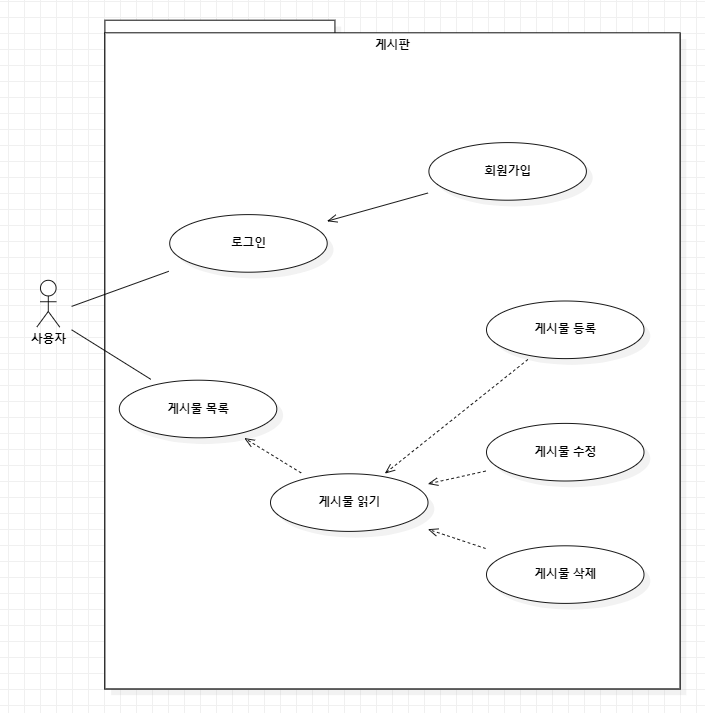 게시판
회원가입
로그인
사용자
게시물 등록
게시물 목록
게시물 수정
게시물 읽기
게시물 삭제